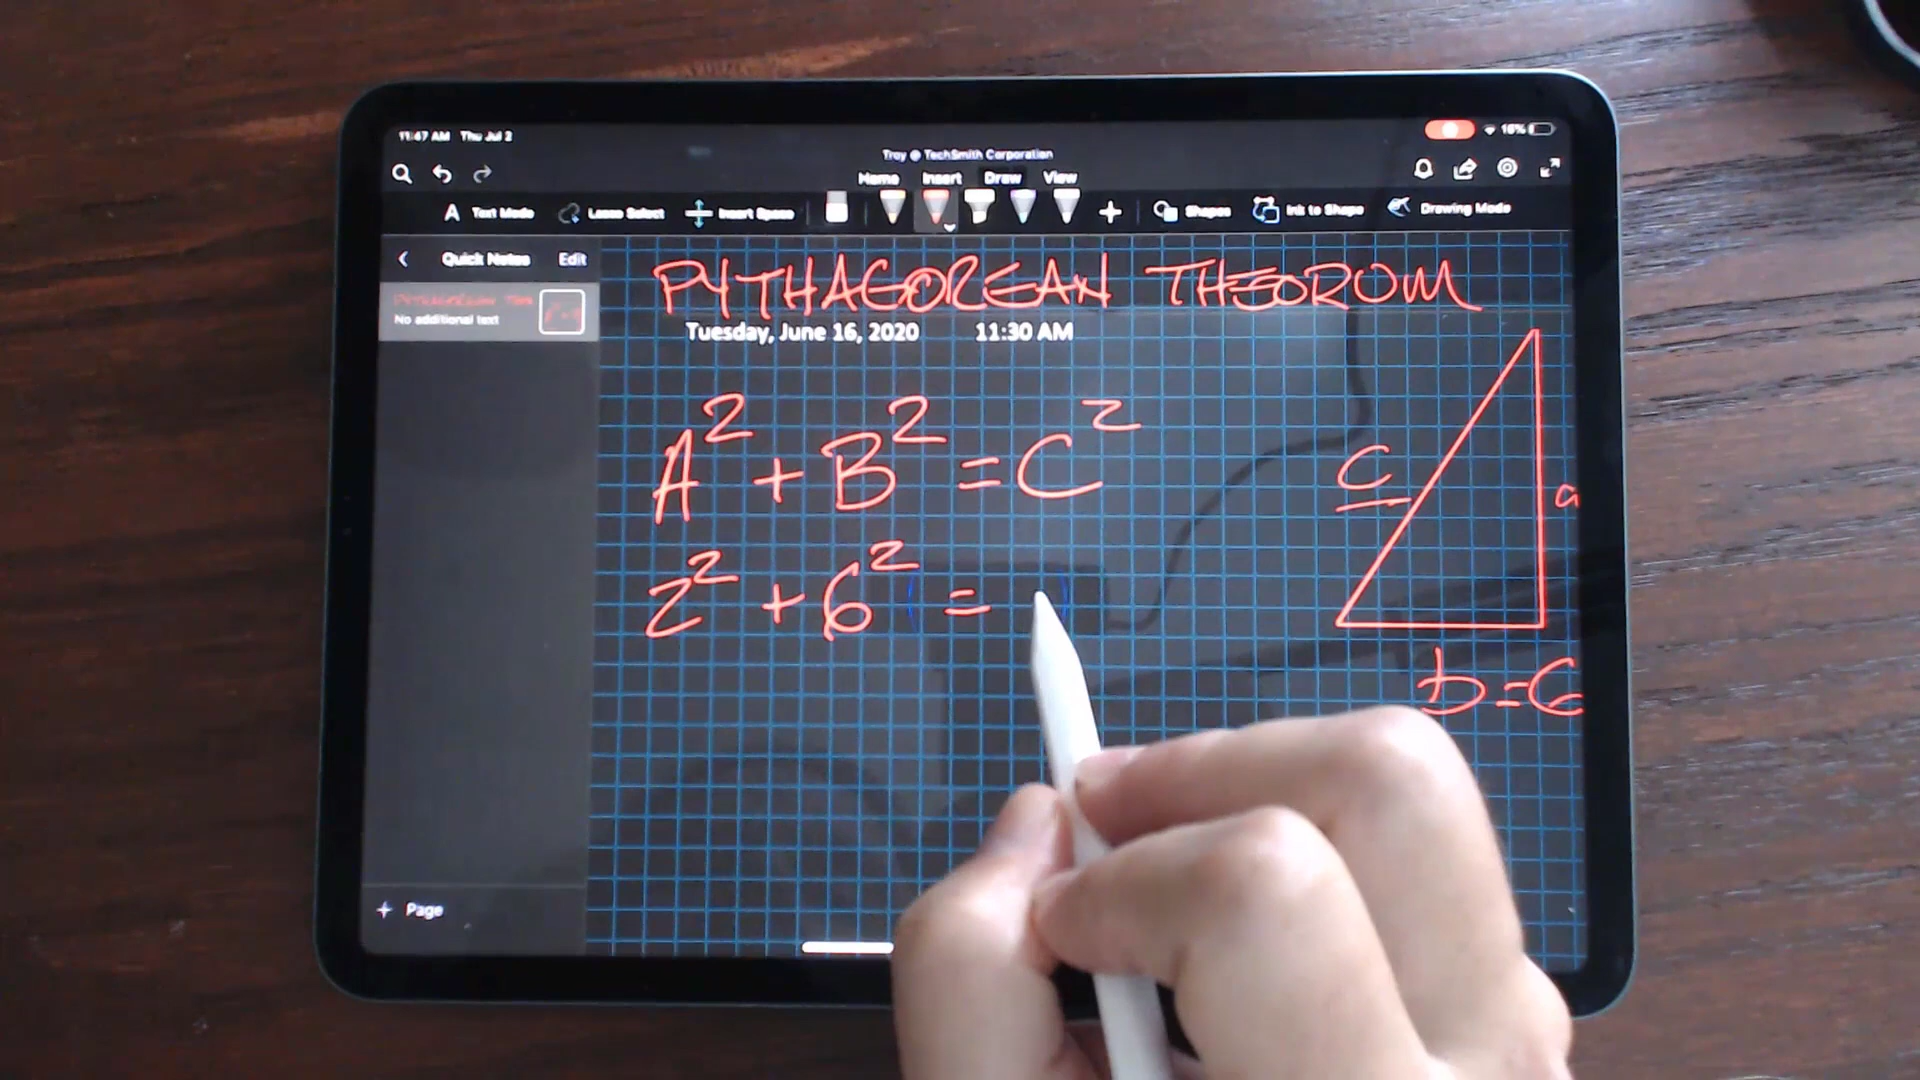 11:47 AM Thu Jul 2
16%
Troy @ TechSmith Corporation
Home Insert Draw View
A Text Mode Lasso Select Insert Space Shapes Ink to Shape Drawing Mode
Quick Notes Edit
PYTHAGOREAN
No additional text
PYTHAGOREAN THEOROM
Tuesday, June 16, 2020 11:30 AM
A² + B² = C²
C
a
2² + 6² =
b=6
+ Page